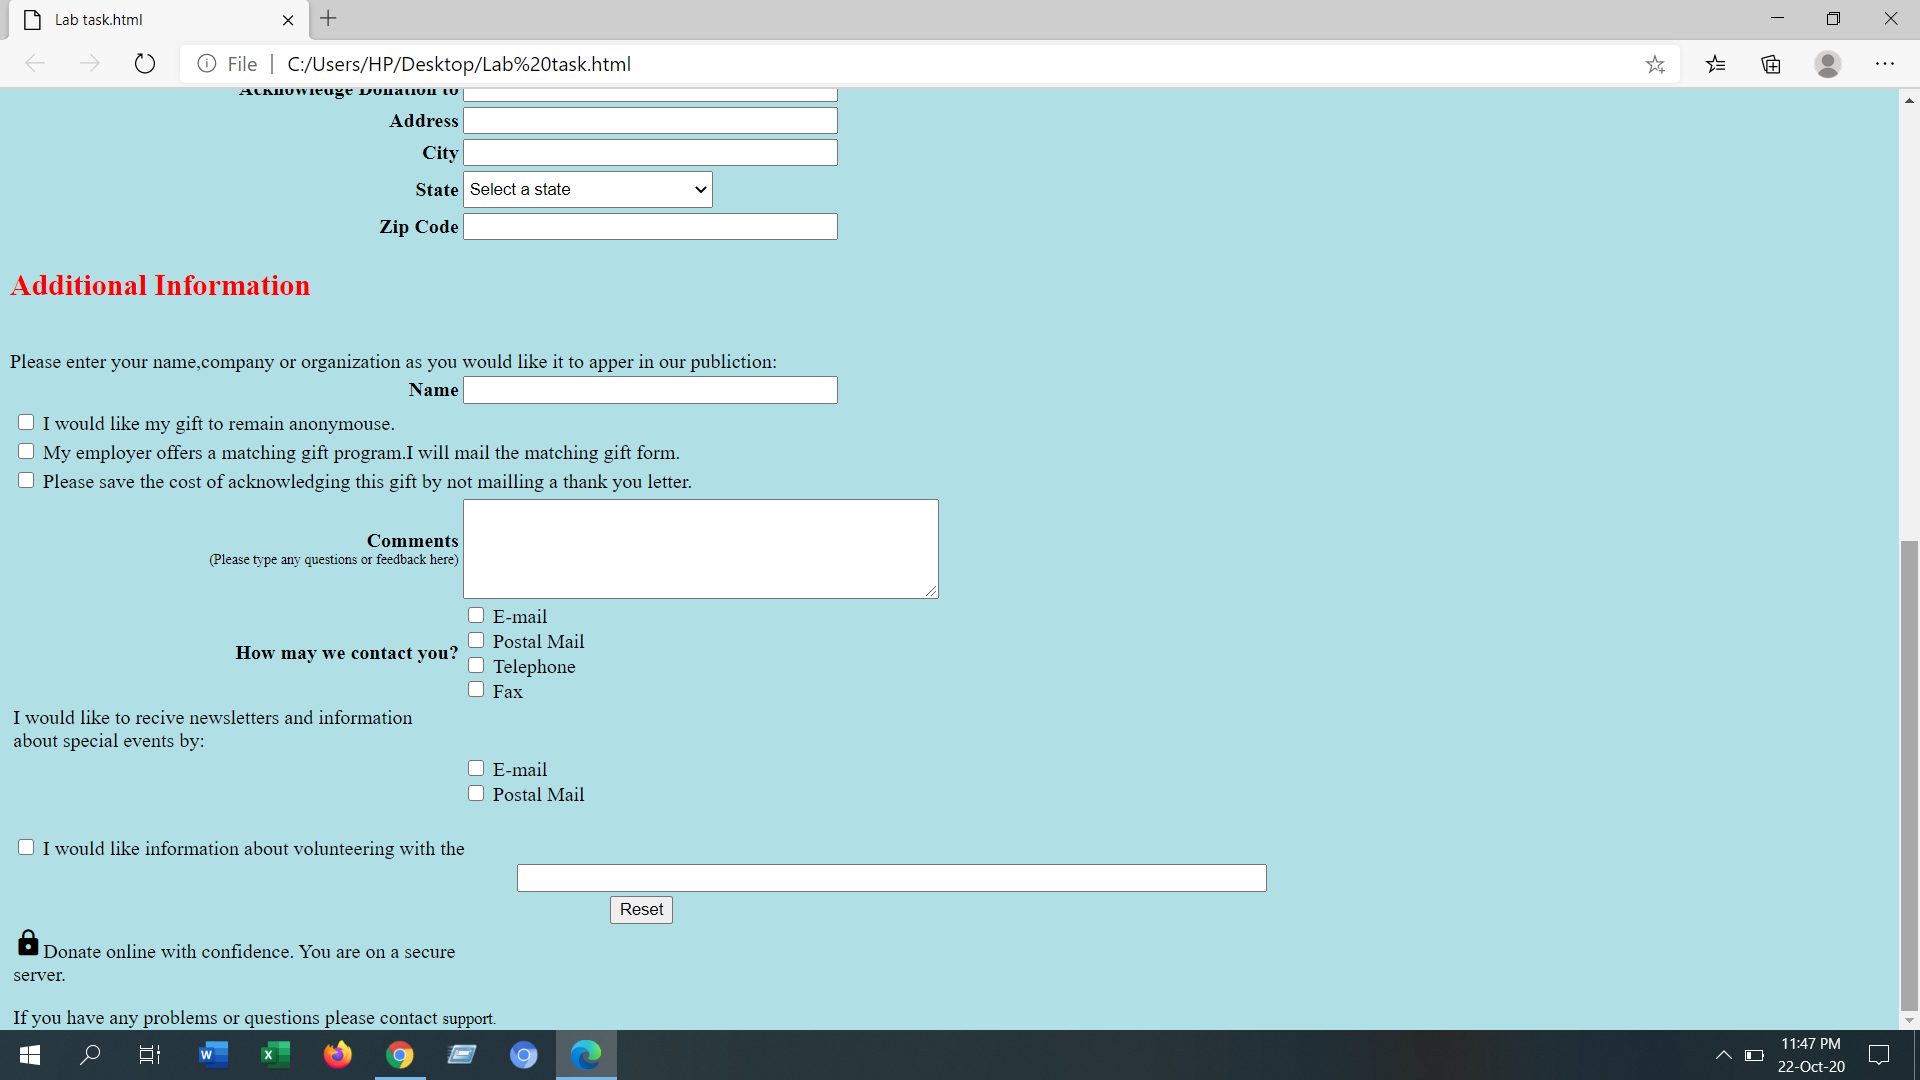 Lab task.html
File | C:/Users/HP/Desktop/Lab%20task.html
Acknowledge Donation to
Address
City
State Select a state
Zip Code
Additional Information
Please enter your name,company or organization as you would like it to apper in our publiction:
Name
I would like my gift to remain anonymouse.
My employer offers a matching gift program.I will mail the matching gift form.
Please save the cost of acknowledging this gift by not mailling a thank you letter.
Comments
(Please type any questions or feedback here)
E-mail
Postal Mail
How may we contact you?
Telephone
Fax
I would like to recive newsletters and information
about special events by:
E-mail
Postal Mail
I would like information about volunteering with the
Reset
Donate online with confidence. You are on a secure
server.
If you have any problems or questions please contact support.
11:47 PM
22-Oct-20